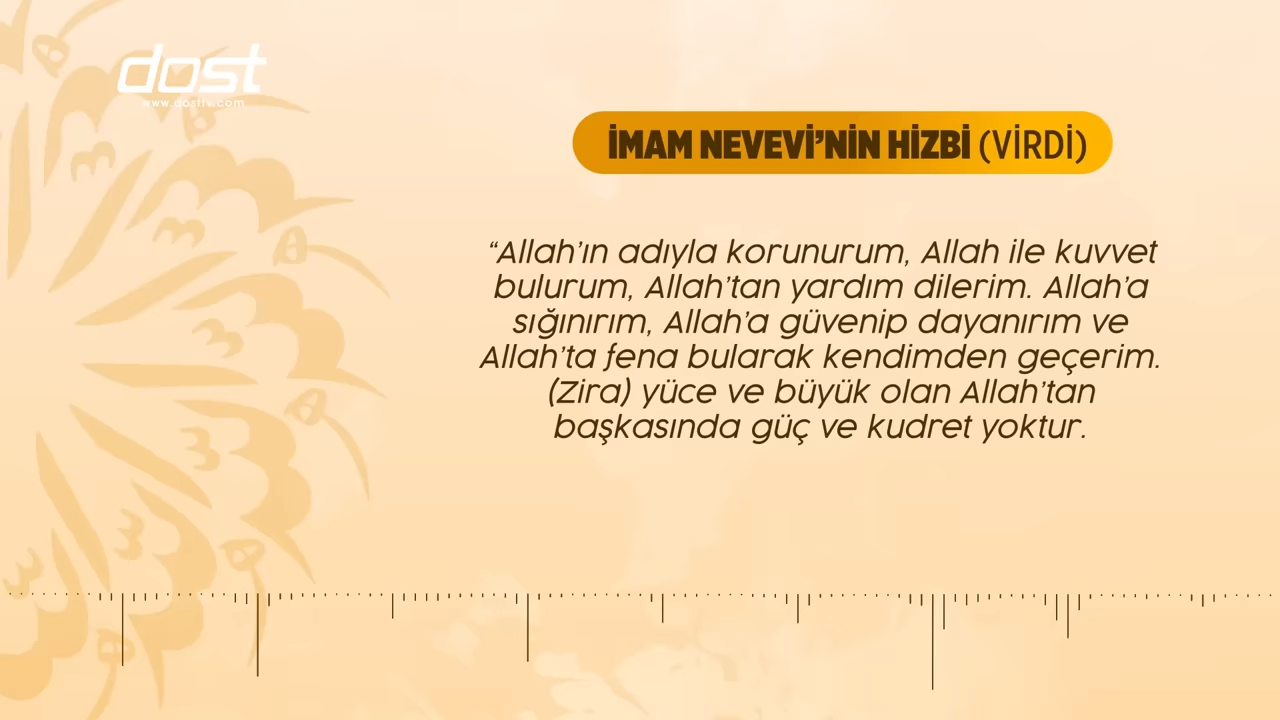 dost
www.dosttv.com
İMAM NEVEVİ’NİN HİZBİ (VİRDİ)
“Allah’ın adıyla korunurum, Allah ile kuvvet
bulurum, Allah’tan yardım dilerim. Allah’a
sığınırım, Allah’a güvenip dayanırım ve
Allah’ta fena bularak kendimden geçerim.
(Zira) yüce ve büyük olan Allah’tan
başkasında güç ve kudret yoktur.